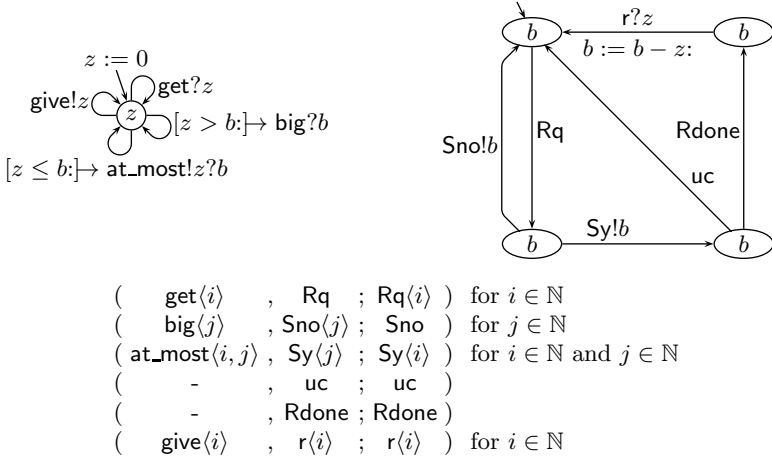 z := 0
get?z
give!z
z
[z > b:]↦ big?b
[z ≤ b:]↦ at_most!z?b
b
r?z
b := b − z:
b
Sno!b
Rq
Rdone
uc
b
Sy!b
b
( get⟨i⟩ , Rq ; Rq⟨i⟩ ) for i ∈ ℕ
( big⟨j⟩ , Sno⟨j⟩ ; Sno ) for j ∈ ℕ
( at_most⟨i, j⟩ , Sy⟨j⟩ ; Sy⟨i⟩ ) for i ∈ ℕ and j ∈ ℕ
( - , uc ; uc )
( - , Rdone ; Rdone )
( give⟨i⟩ , r⟨i⟩ ; r⟨i⟩ ) for i ∈ ℕ